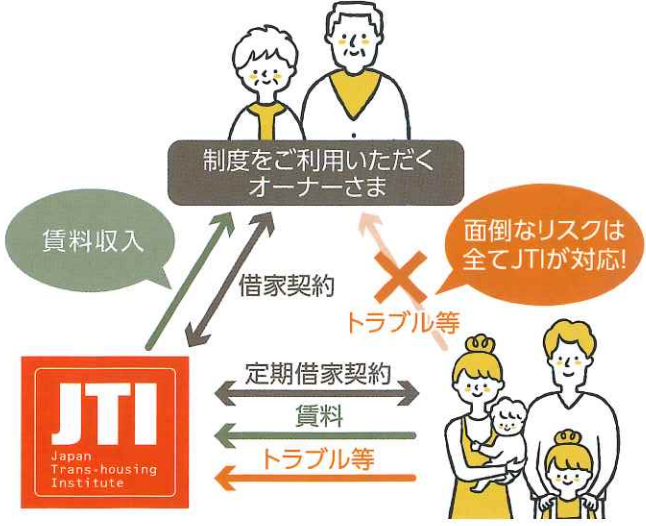 制度をご利用いただく
オーナーさま
賃料収入
面倒なリスクは
全てJTIが対応!
借家契約
トラブル等
JTI
Japan
Trans-housing
Institute
定期借家契約
賃料
トラブル等